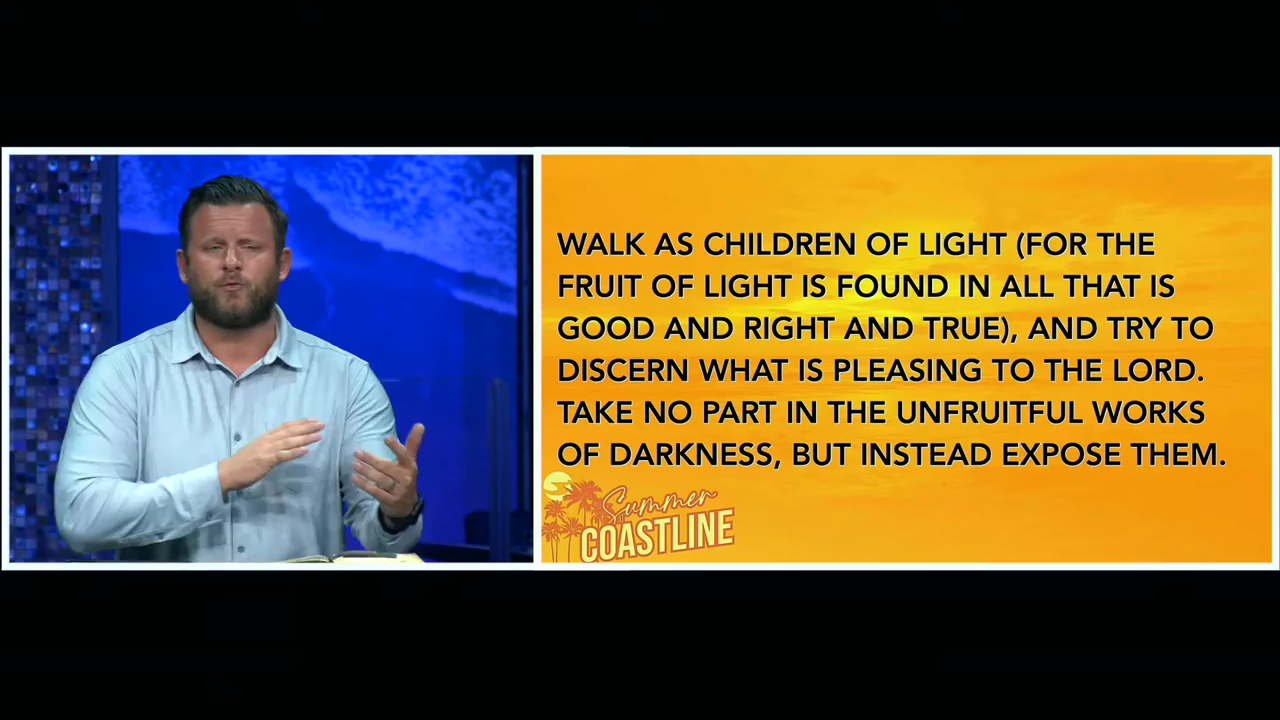 WALK AS CHILDREN OF LIGHT (FOR THE
FRUIT OF LIGHT IS FOUND IN ALL THAT IS
GOOD AND RIGHT AND TRUE), AND TRY TO
DISCERN WHAT IS PLEASING TO THE LORD.
TAKE NO PART IN THE UNFRUITFUL WORKS
OF DARKNESS, BUT INSTEAD EXPOSE THEM.
Summer
COASTLINE